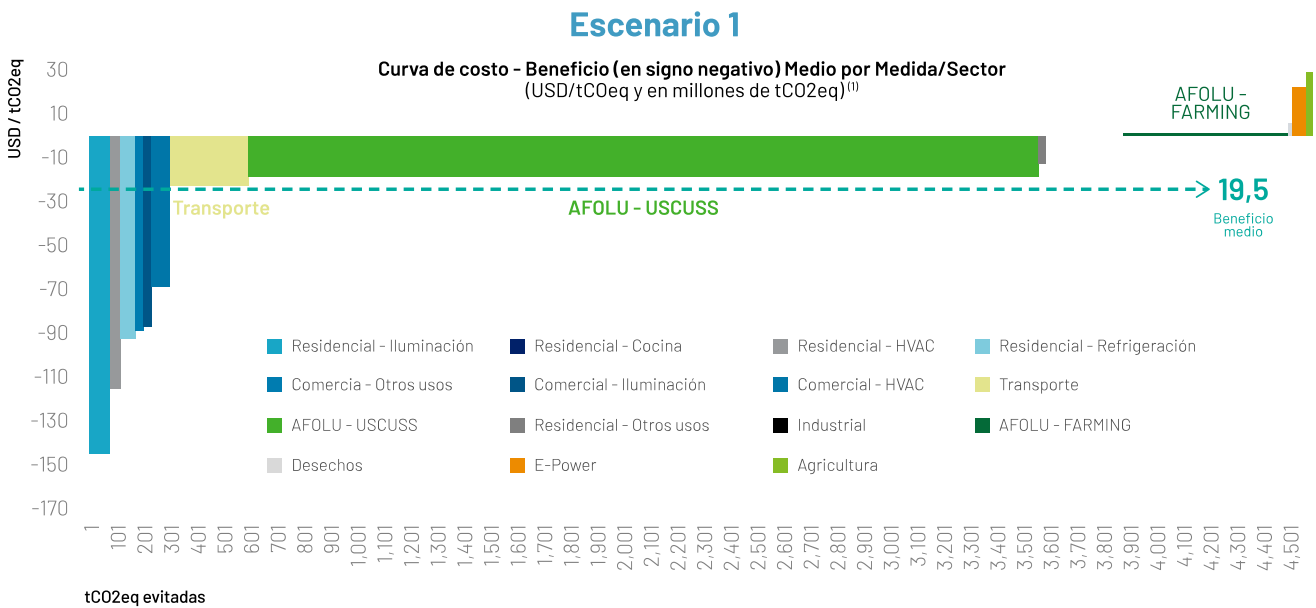 Escenario 1
Curva de costo - Beneficio (en signo negativo) Medio por Medida/Sector
(USD/tCOeq y en millones de tCO2eq) (1)
USD / tCO2eq
30
10
-10
-30
-50
-70
-90
-110
-130
-150
-170
AFOLU -
FARMING
19,5
Beneficio
medio
Transporte
AFOLU - USCUSS
Residencial - Iluminación
Residencial - Cocina
Residencial - HVAC
Residencial - Refrigeración
Comercia - Otros usos
Comercial - Iluminación
Comercial - HVAC
Transporte
AFOLU - USCUSS
Residencial - Otros usos
Industrial
AFOLU - FARMING
Desechos
E-Power
Agricultura
1
101
201
301
401
501
601
701
801
901
1,001
1,101
1,201
1,301
1,401
1,501
1,601
1,701
1,801
1,901
2,001
2,101
2,201
2,301
2,401
2,501
2,601
2,701
2,801
2,901
3,001
3,101
3,201
3,301
3,401
3,501
3,601
3,701
3,801
3,901
4,001
4,101
4,201
4,301
4,401
4,501
tCO2eq evitadas